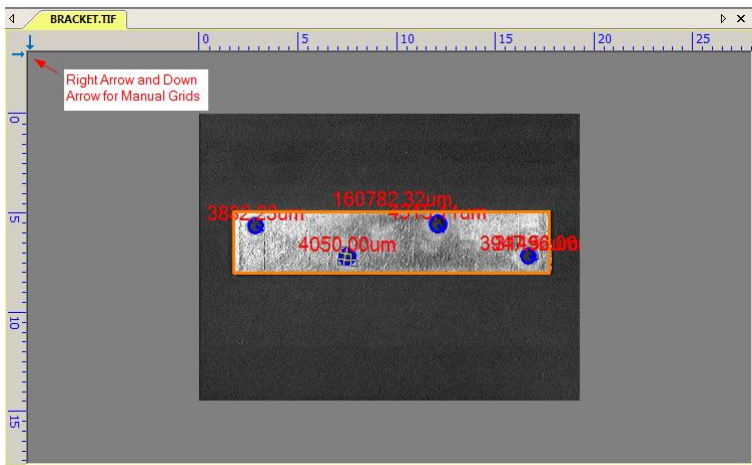 BRACKET.TIF
0 5 10 15 20 25
Right Arrow and Down
Arrow for Manual Grids
0
160782.32um,
3882.23um
4050.00um
5
10
15